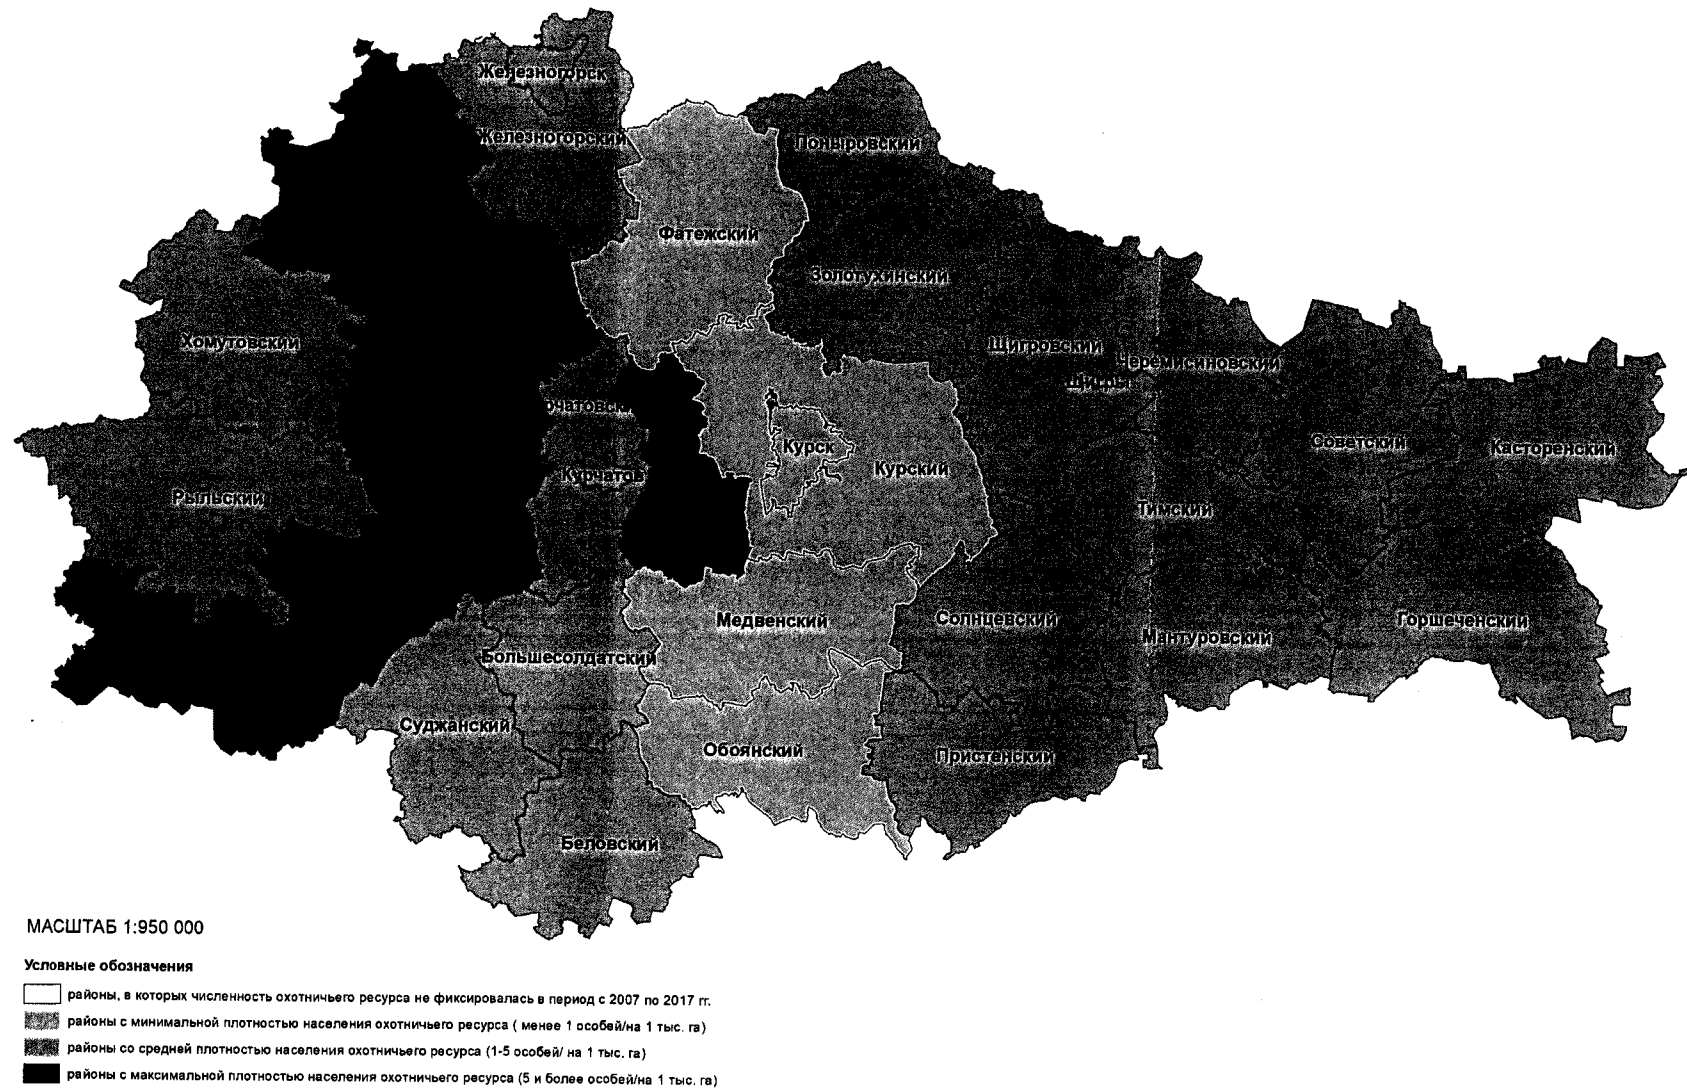 Железногорск
Железногорский
Поныровский
Фатежский
Золотухинский
Хомутовский
Щигровский
Черемисиновский
Щигры
рчатовски
Курск
Советский
Касторенский
Курчатов
Курский
Рыльский
Тимский
Медвенский
Солнцевский
Горшеченский
Мантуровский
Большесолдатский
Суджанский
Обоянский
Пристенский
Беловский
МАСШТАБ 1:950 000
Условные обозначения
районы, в которых численность охотничьего ресурса не фиксировалась в период с 2007 по 2017 гг.
районы с минимальной плотностью населения охотничьего ресурса ( менее 1 особей/на 1 тыс. га)
районы со средней плотностью населения охотничьего ресурса (1-5 особей/ на 1 тыс. га)
районы с максимальной плотностью населения охотничьего ресурса (5 и более особей/на 1 тыс. га)